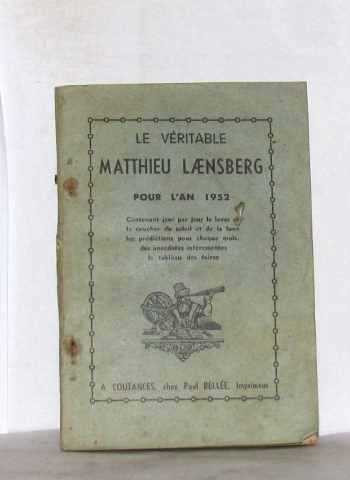 LE VÉRITABLE
MATTHIEU LÆNSBERG
POUR L'AN 1952
Contenant jour par jour le lever et
le coucher du soleil et de la lune
les prédictions pour chaque mois,
des anecdotes intéressantes
le tableau des foires
A COUTANCES, chez Paul BELLÉE, Imprimeur